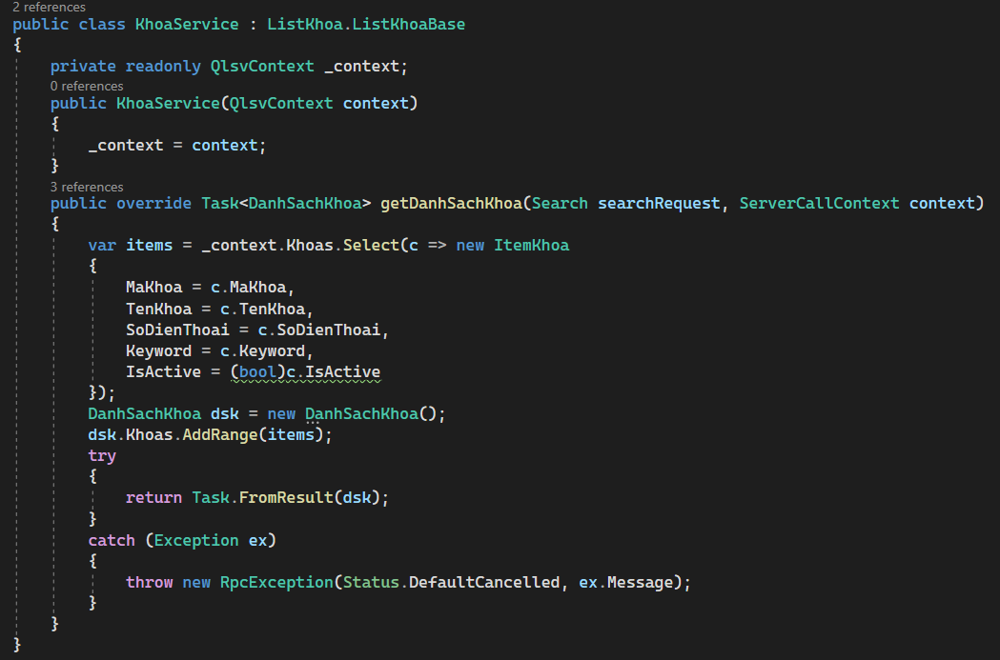 2 references
public class KhoaService : ListKhoa.ListKhoaBase
{
private readonly QlsvContext _context;
0 references
public KhoaService(QlsvContext context)
{
_context = context;
}
3 references
public override Task<DanhSachKhoa> getDanhSachKhoa(Search searchRequest, ServerCallContext context)
{
var items = _context.Khoas.Select(c => new ItemKhoa
{
MaKhoa = c.MaKhoa,
TenKhoa = c.TenKhoa,
SoDienThoai = c.SoDienThoai,
Keyword = c.Keyword,
IsActive = (bool)c.IsActive
});
DanhSachKhoa dsk = new DanhSachKhoa();
dsk.Khoas.AddRange(items);
try
{
return Task.FromResult(dsk);
}
catch (Exception ex)
{
throw new RpcException(Status.DefaultCancelled, ex.Message);
}
}
}